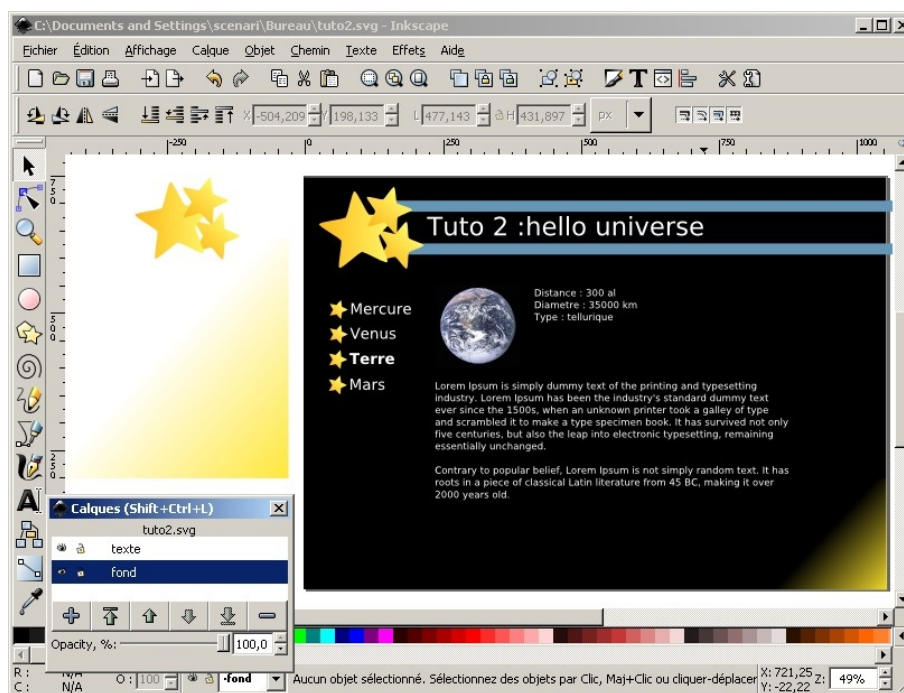 C:\Documents and Settings\scenari\Bureau\tuto2.svg - Inkscape
Fichier Édition Affichage Calque Objet Chemin Texte Effets Aide
X -504,209 Y 198,133 L 477,143 H 431,897 px
-250 0 250 500 750 1000
750
500
250
Tuto 2 :hello universe
Mercure
Venus
Terre
Mars
Distance : 300 al
Diametre : 35000 km
Type : tellurique
Lorem Ipsum is simply dummy text of the printing and typesetting
industry. Lorem Ipsum has been the industry's standard dummy text
ever since the 1500s, when an unknown printer took a galley of type
and scrambled it to make a type specimen book. It has survived not only
five centuries, but also the leap into electronic typesetting, remaining
essentially unchanged.
Contrary to popular belief, Lorem Ipsum is not simply random text. It has
roots in a piece of classical Latin literature from 45 BC, making it over
2000 years old.
Calques (Shift+Ctrl+L)
tuto2.svg
texte
fond
Opacity, %: 100,0
R : N/A
C : N/A
O : 100
·fond
Aucun objet sélectionné. Sélectionnez des objets par Clic, Maj+Clic ou cliquer-déplacer
X: 721,25
Y: -22,22
Z: 49%